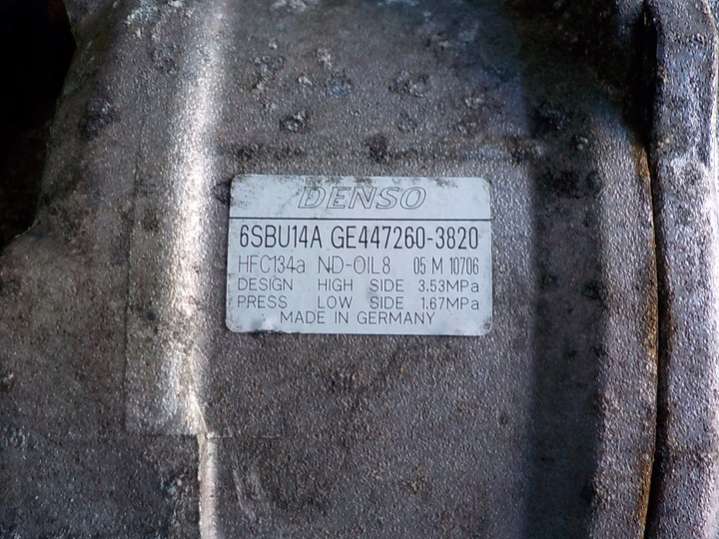 DENSO
6SBU14A GE447260-3820
HFC134a ND-OIL8 05 M 10706
DESIGN HIGH SIDE 3.53MPa
PRESS LOW SIDE 1.67MPa
MADE IN GERMANY